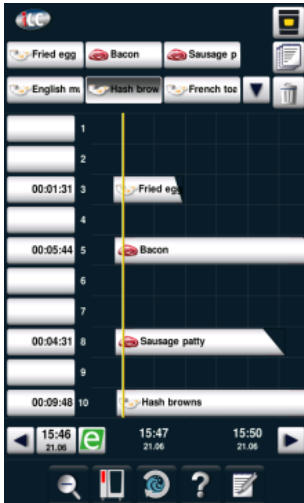 iLC
Fried egg Bacon Sausage p
English mu Hash brow French toa
1
2
00:01:31 3 Fried egg
4
00:05:44 5 Bacon
6
7
00:04:31 8 Sausage patty
9
00:09:48 10 Hash browns
15:46 e 15:47 15:50
21.06 21.06 21.06
?